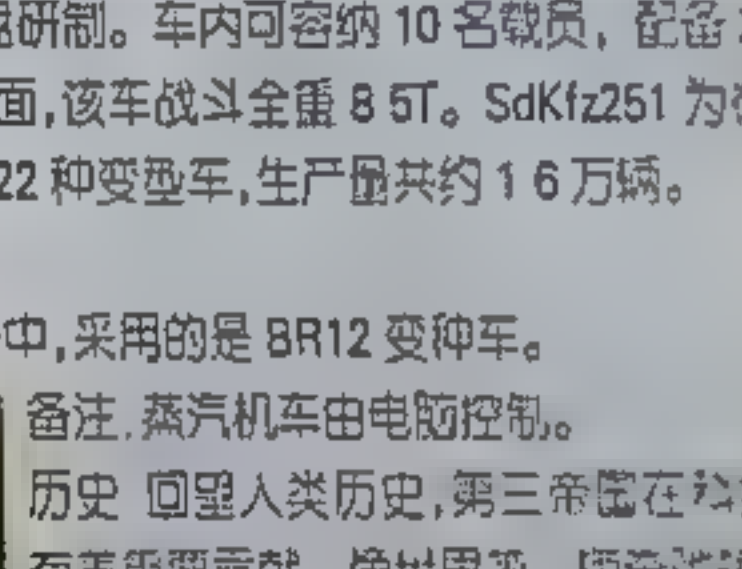 研制。车内可容纳 10 名载员，配备
面,该车战斗全重 8 5T。SdKfz251 为
22 种变型车,生产量共约 1 6 万辆。
中,采用的是 BR12 变种车。
备注,蒸汽机车由电脑控制。
历史 回望人类历史,第三帝国在